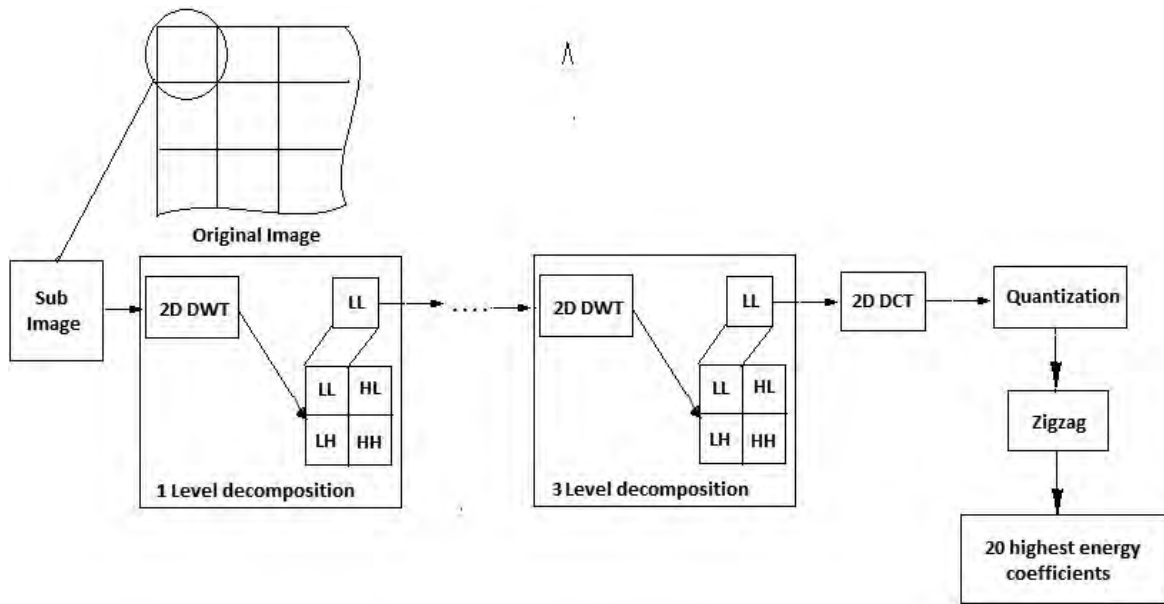 Original Image
Sub
Image
2D DWT
LL
LL
HL
LH
HH
1 Level decomposition
....
2D DWT
LL
LL
HL
LH
HH
3 Level decomposition
2D DCT
Quantization
Zigzag
20 highest energy
coefficients